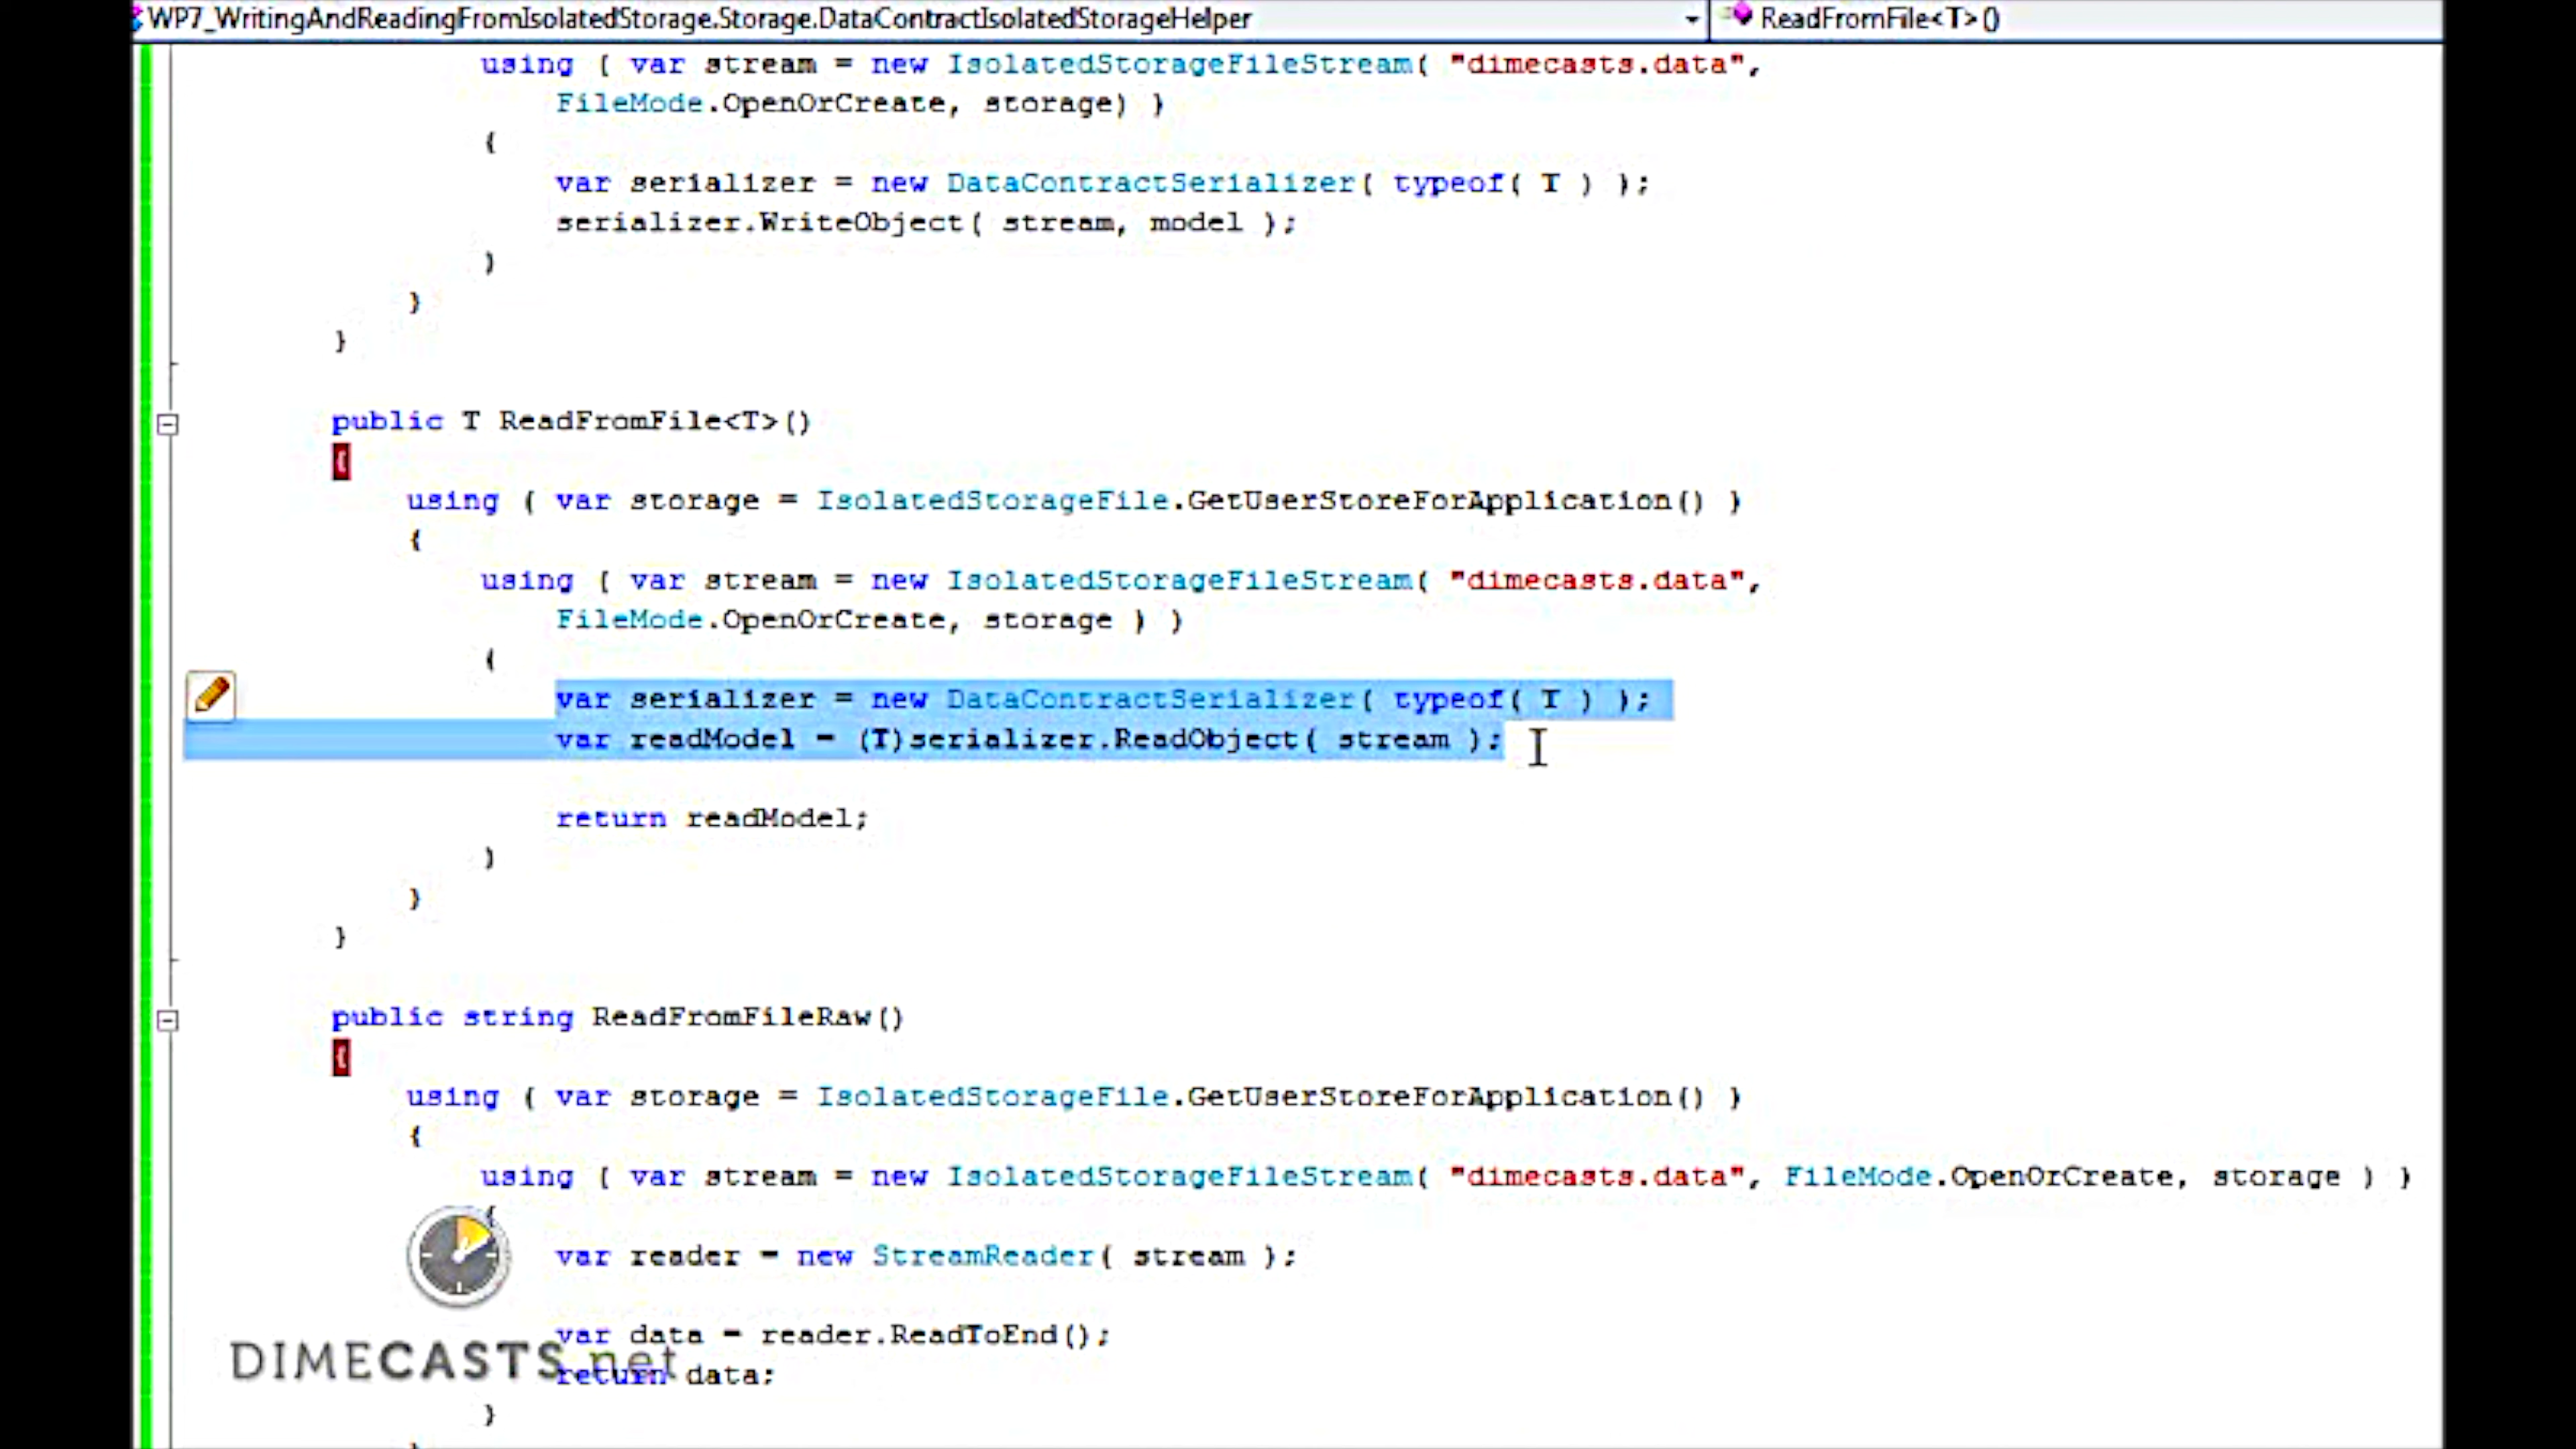 WP7_WritingAndReadingFromIsolatedStorage.Storage.DataContractIsolatedStorageHelper ReadFromFile<T>()
using ( var stream = new IsolatedStorageFileStream( "dimecasts.data",
FileMode.OpenOrCreate, storage) )
{
var serializer = new DataContractSerializer( typeof( T ) );
serializer.WriteObject( stream, model );
}
}
}
public T ReadFromFile<T>()
{
using ( var storage = IsolatedStorageFile.GetUserStoreForApplication() )
{
using ( var stream = new IsolatedStorageFileStream( "dimecasts.data",
FileMode.OpenOrCreate, storage ) )
{
var serializer = new DataContractSerializer( typeof( T ) );
var readModel = (T)serializer.ReadObject( stream );
return readModel;
}
}
}
public string ReadFromFileRaw()
{
using ( var storage = IsolatedStorageFile.GetUserStoreForApplication() )
{
using ( var stream = new IsolatedStorageFileStream( "dimecasts.data", FileMode.OpenOrCreate, storage ) )
{
var reader = new StreamReader( stream );
var data = reader.ReadToEnd();
DIMECASTS.net
return data;
}